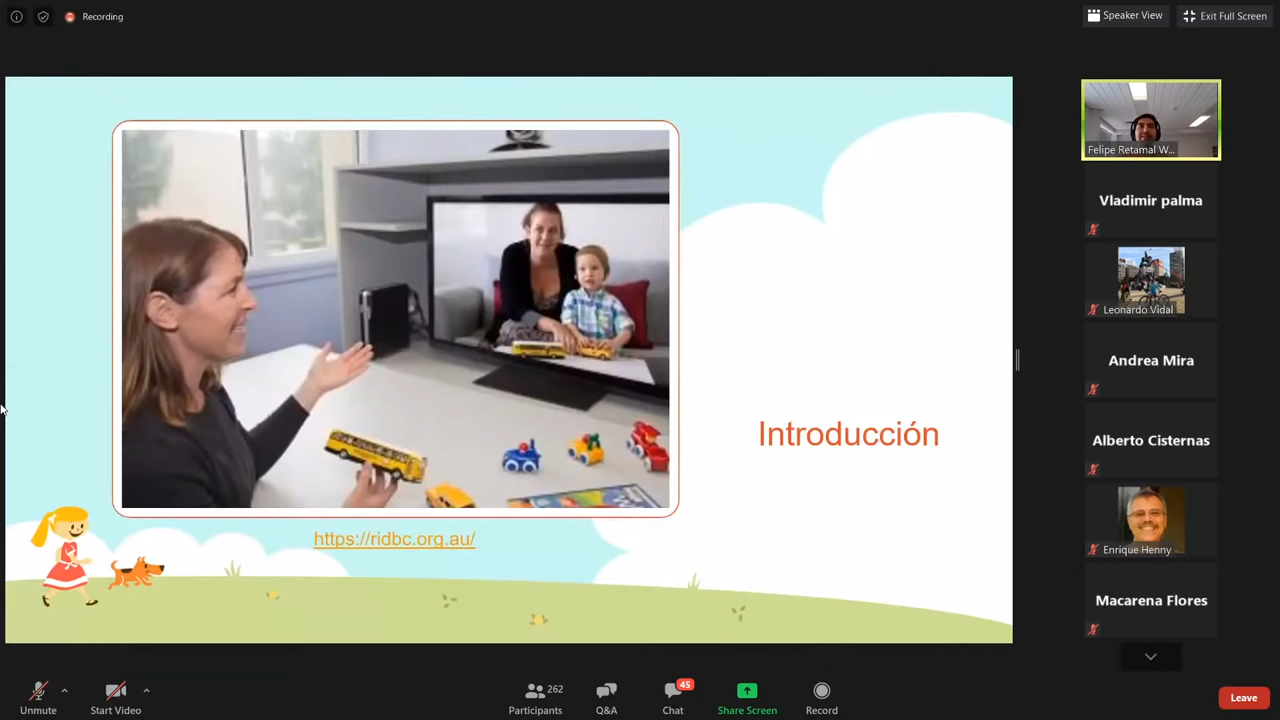 Recording
Speaker View
Exit Full Screen
Felipe Retamal W...
Vladimir palma
Leonardo Vidal
Andrea Mira
Alberto Cisternas
Enrique Henny
Macarena Flores
Introducción
https://ridbc.org.au/
Unmute
Start Video
262
Participants
Q&A
45
Chat
Share Screen
Record
Leave